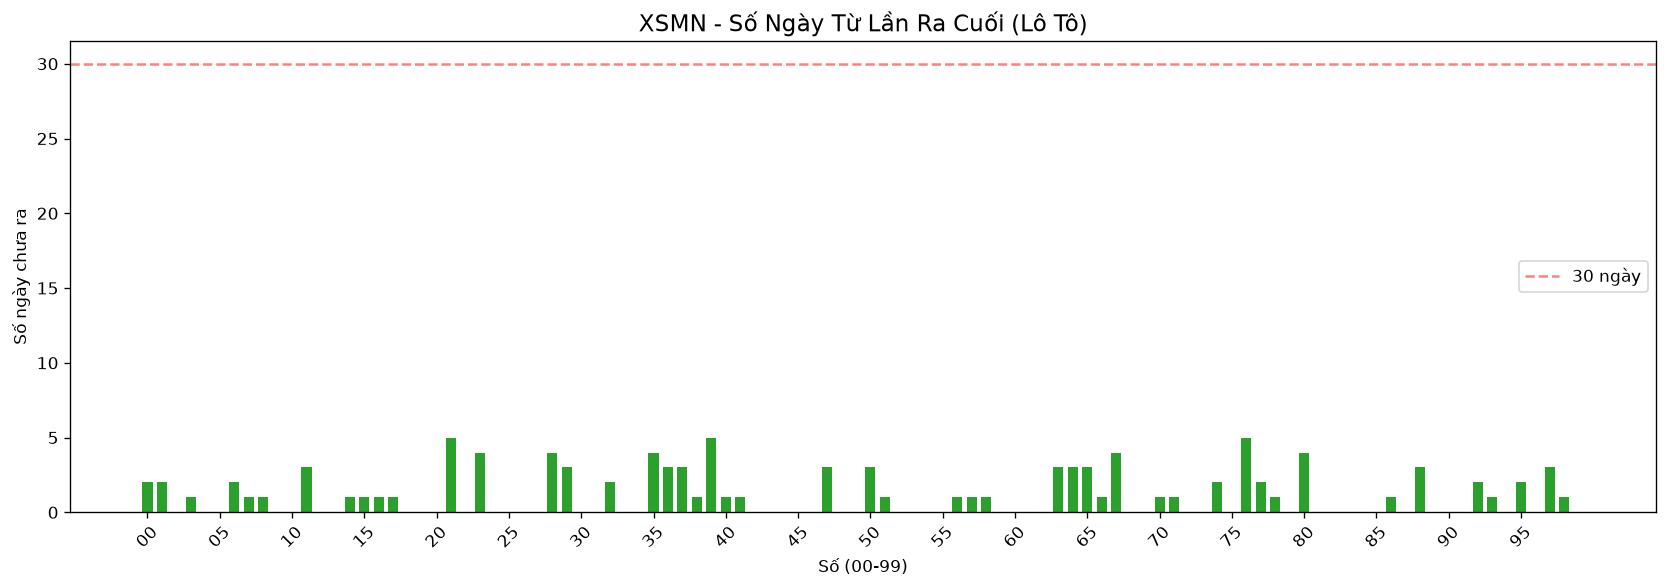 XSMN - Số Ngày Từ Lần Ra Cuối (Lô Tô)
Số ngày chưa ra
30
25
20
15
10
5
0
30 ngày
00 05 10 15 20 25 30 35 40 45 50 55 60 65 70 75 80 85 90 95
Số (00-99)